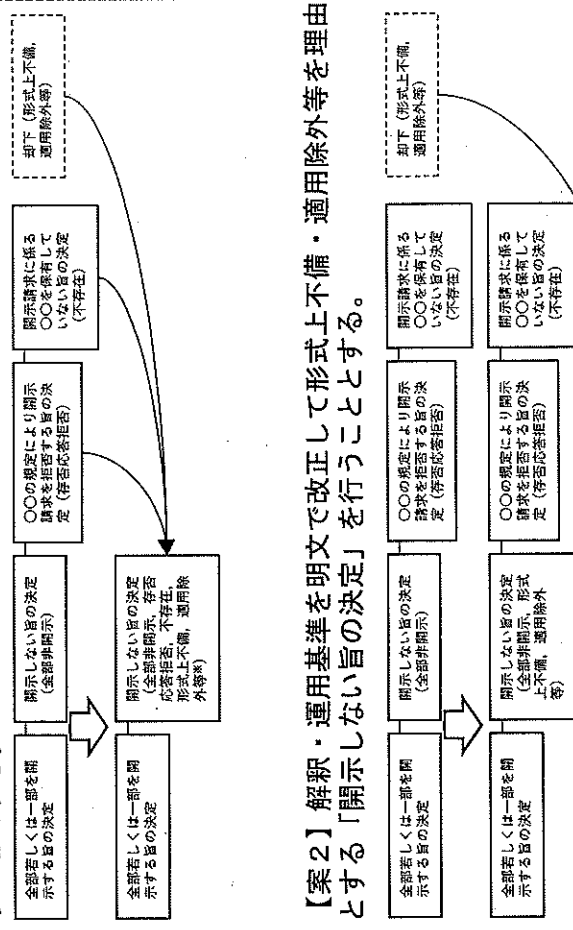 全部若しくは一部を開
示する旨の決定
開示しない旨の決定
(全部非開示)
〇〇の規定により開示
請求を拒否する旨の決
定(存否応答拒否)
開示請求に係る
〇〇を保有して
いない旨の決定
(不存在)
却下(形式上不備,
適用除外等)
全部若しくは一部を開
示する旨の決定
開示しない旨の決定
(全部非開示, 存否
応答拒否, 不存在,
形式上不備, 適用除
外等※)
【案2】解釈・運用基準を明文で改正して形式上不備・適用除外等を理由
とする「開示しない旨の決定」を行うこととする。
全部若しくは一部を開
示する旨の決定
開示しない旨の決定
(全部非開示)
〇〇の規定により開示
請求を拒否する旨の決
定(存否応答拒否)
開示請求に係る
〇〇を保有して
いない旨の決定
(不存在)
却下(形式上不備,
適用除外等)
全部若しくは一部を開
示する旨の決定
開示しない旨の決定
(全部非開示, 形式
上不備, 適用除外
等)
〇〇の規定により開示
請求を拒否する旨の決
定(存否応答拒否)
開示請求に係る
〇〇を保有して
いない旨の決定
(不存在)